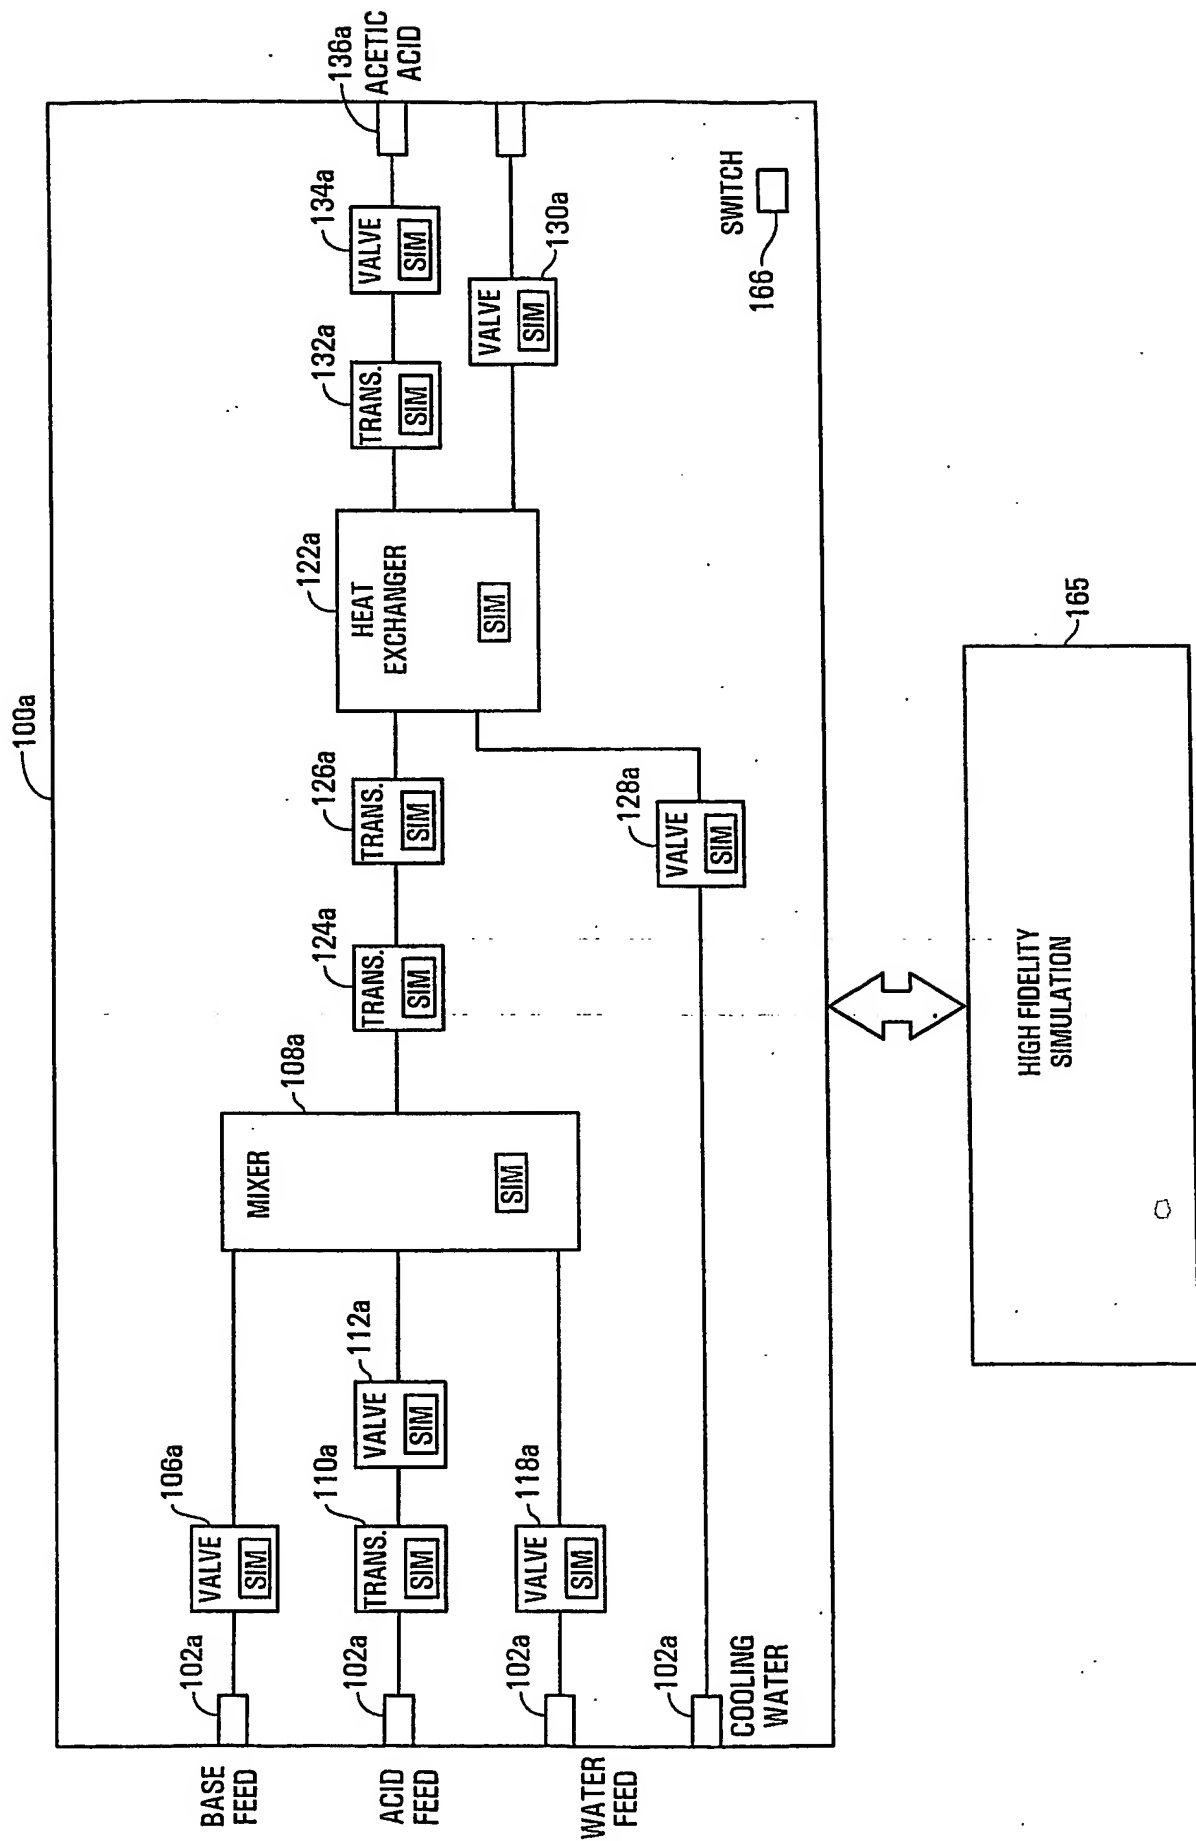 100a
BASE
FEED
102a
106a
VALVE
SIM
ACID
FEED
102a
110a
TRANS.
SIM
112a
VALVE
SIM
WATER
FEED
102a
118a
VALVE
SIM
102a
COOLING
WATER
108a
MIXER
SIM
124a
TRANS.
SIM
126a
TRANS.
SIM
128a
VALVE
SIM
122a
HEAT
EXCHANGER
SIM
132a
TRANS.
SIM
134a
VALVE
SIM
136a
ACETIC
ACID
VALVE
SIM
130a
SWITCH
166
HIGH FIDELITY
SIMULATION
165